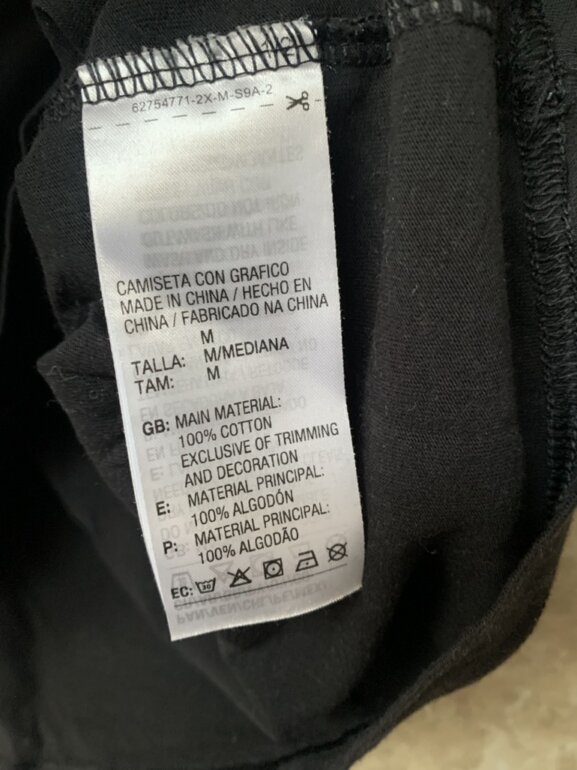 62754771-2X-M-S9A-2
CAMISETA CON GRAFICO
MADE IN CHINA / HECHO EN
CHINA / FABRICADO NA CHINA
M
TALLA: M/MEDIANA
TAM: M
GB: MAIN MATERIAL:
100% COTTON
EXCLUSIVE OF TRIMMING
AND DECORATION
E: MATERIAL PRINCIPAL:
100% ALGODÓN
P: MATERIAL PRINCIPAL:
100% ALGODÃO
EC: 30